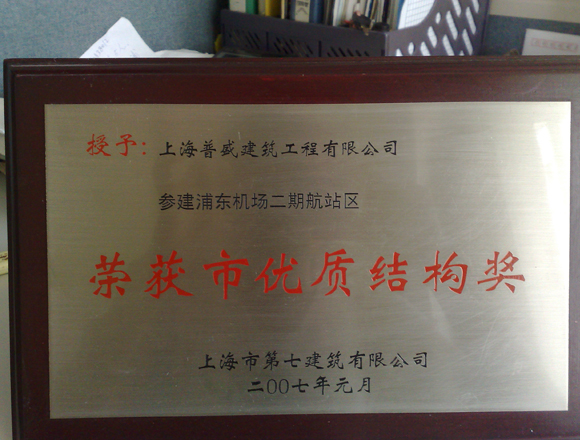 授予：上海普盛建筑工程有限公司
参建浦东机场二期航站区
荣获市优质结构奖
上海市第七建筑有限公司
二00七年元月